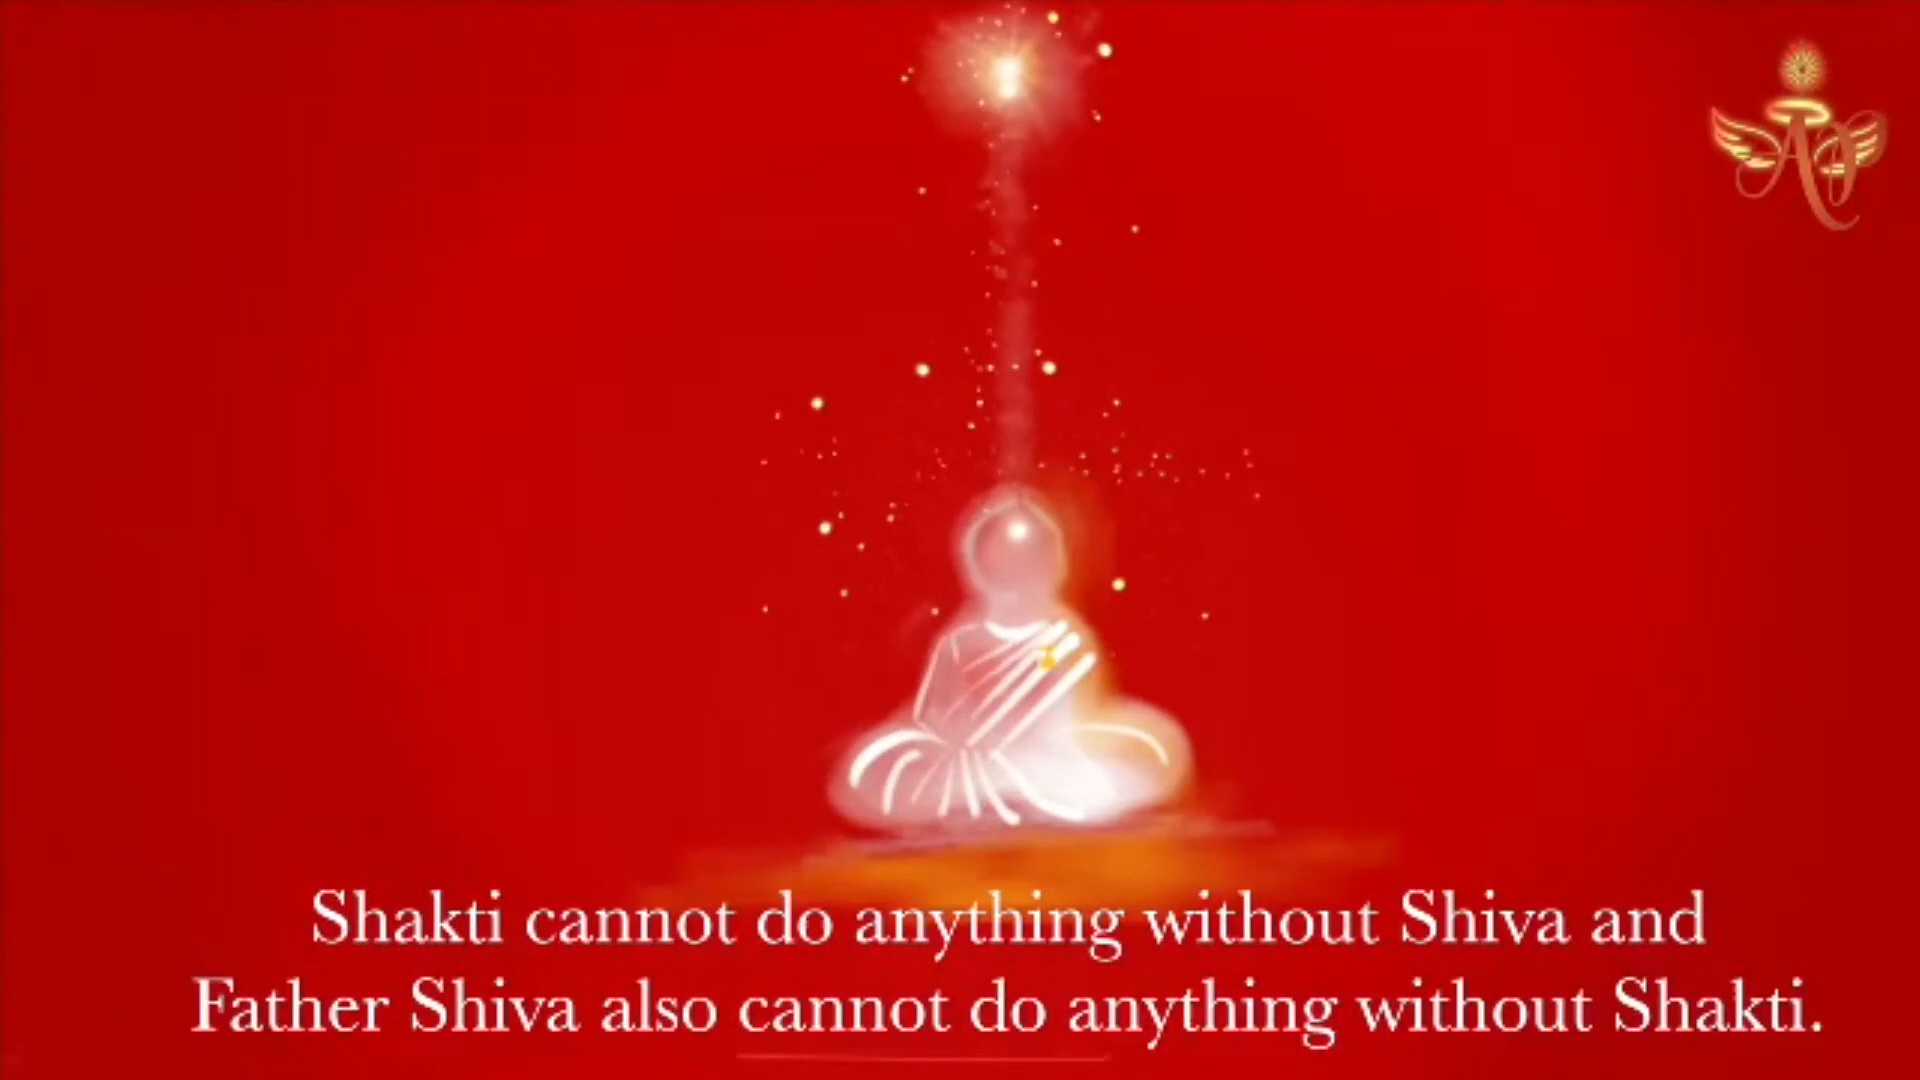 Shakti cannot do anything without Shiva and
Father Shiva also cannot do anything without Shakti.